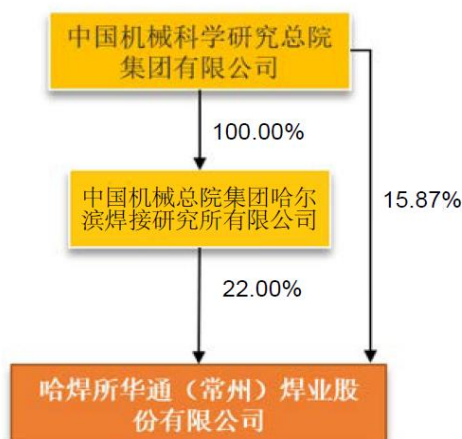 中国机械科学研究总院
集团有限公司
100.00%
中国机械总院集团哈尔
滨焊接研究所有限公司
15.87%
22.00%
哈焊所华通（常州）焊业股
份有限公司